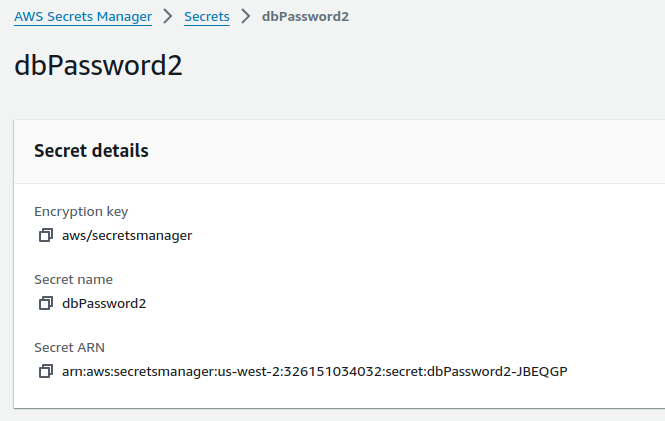 AWS Secrets Manager > Secrets > dbPassword2
dbPassword2
Secret details
Encryption key
aws/secretsmanager
Secret name
dbPassword2
Secret ARN
arn:aws:secretsmanager:us-west-2:326151034032:secret:dbPassword2-JBEQGP